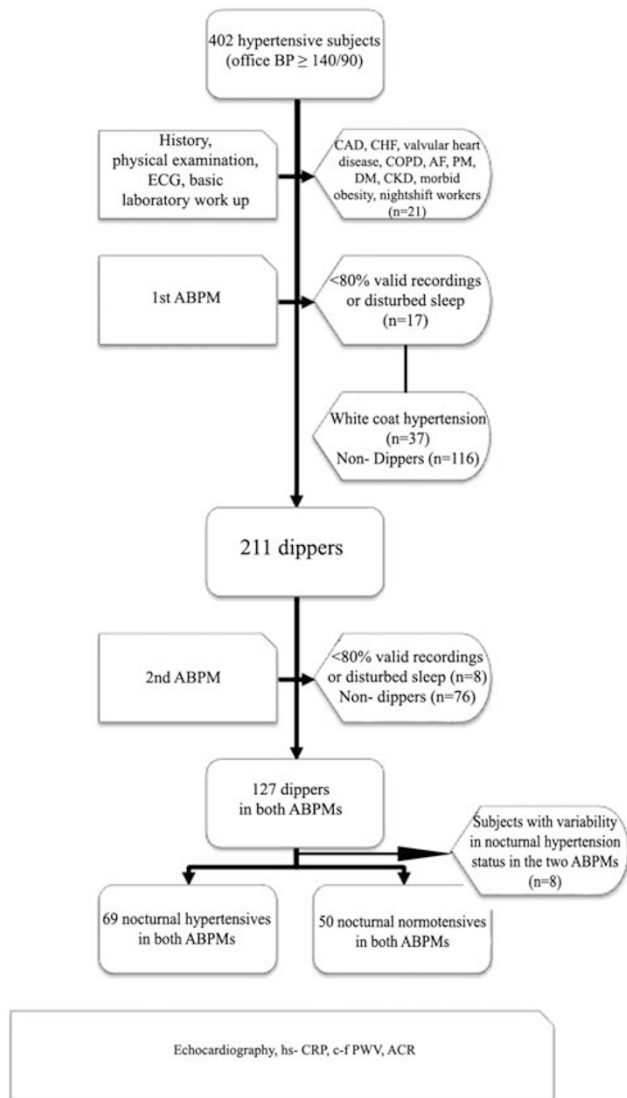 402 hypertensive subjects
(office BP ≥ 140/90)
History,
physical examination,
ECG, basic
laboratory work up
CAD, CHF, valvular heart
disease, COPD, AF, PM,
DM, CKD, morbid
obesity, nightshift workers
(n=21)
1st ABPM
<80% valid recordings
or disturbed sleep
(n=17)
White coat hypertension
(n=37)
Non- Dippers (n=116)
211 dippers
2nd ABPM
<80% valid recordings
or disturbed sleep (n=8)
Non- dippers (n=76)
127 dippers
in both ABPMs
Subjects with variability
in nocturnal hypertension
status in the two ABPMs
(n=8)
69 nocturnal hypertensives
in both ABPMs
50 nocturnal normotensives
in both ABPMs
Echocardiography, hs- CRP, c-f PWV, ACR